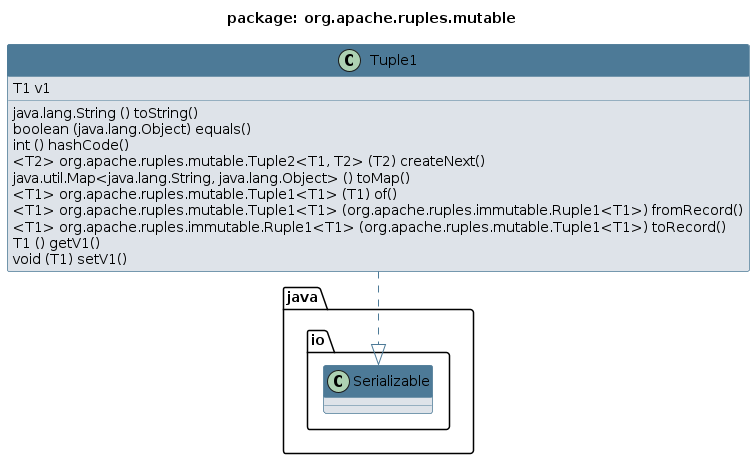 package: org.apache.ruples.mutable
C Tuple1
T1 v1
java.lang.String () toString()
boolean (java.lang.Object) equals()
int () hashCode()
<T2> org.apache.ruples.mutable.Tuple2<T1, T2> (T2) createNext()
java.util.Map<java.lang.String, java.lang.Object> () toMap()
<T1> org.apache.ruples.mutable.Tuple1<T1> (T1) of()
<T1> org.apache.ruples.mutable.Tuple1<T1> (org.apache.ruples.immutable.Ruple1<T1>) fromRecord()
<T1> org.apache.ruples.immutable.Ruple1<T1> (org.apache.ruples.mutable.Tuple1<T1>) toRecord()
T1 () getV1()
void (T1) setV1()
java
io
C Serializable